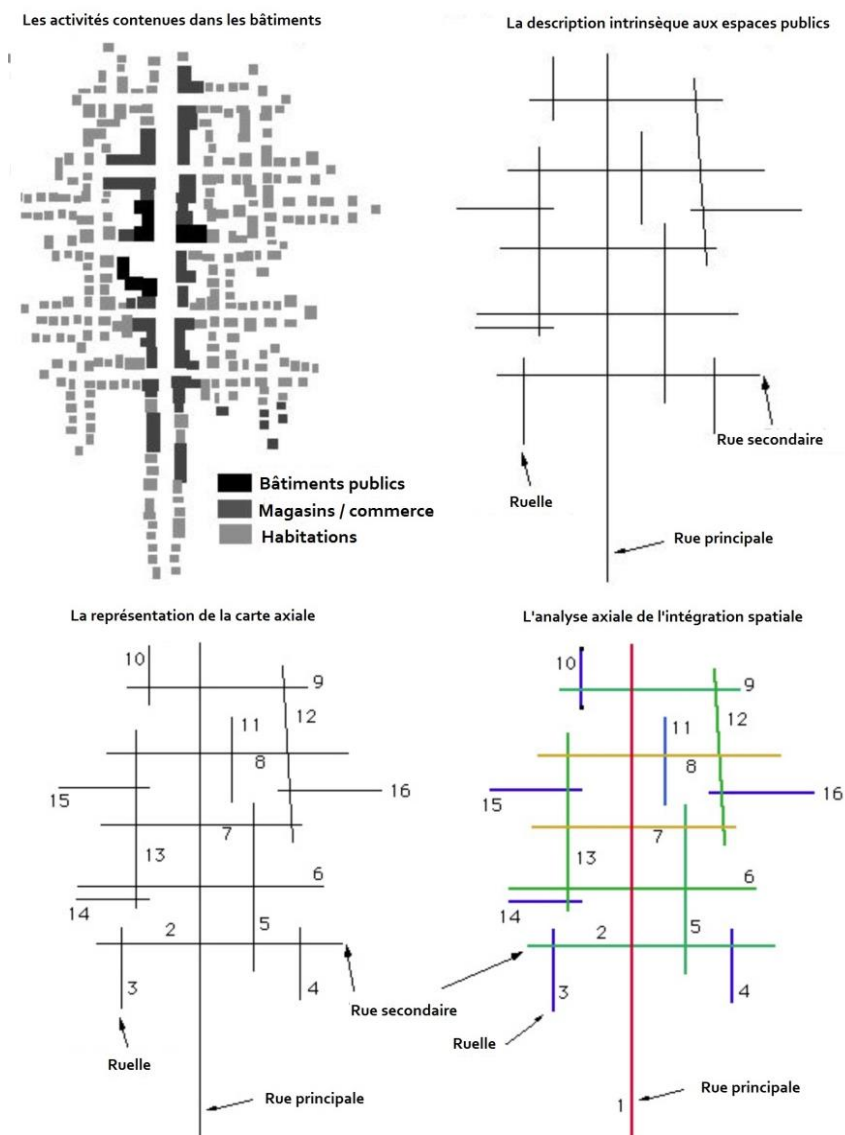 Les activités contenues dans les bâtiments
La description intrinsèque aux espaces publics
Rue secondaire
Bâtiments publics
Magasins / commerce
Habitations
Ruelle
Rue principale
La représentation de la carte axiale
L'analyse axiale de l'intégration spatiale
10
9
12
11
8
15
16
7
13
6
14
2
5
3
4
Rue secondaire
Ruelle
Rue principale
10
9
12
11
8
15
16
7
13
6
14
2
5
3
4
Ruelle
Rue principale
1